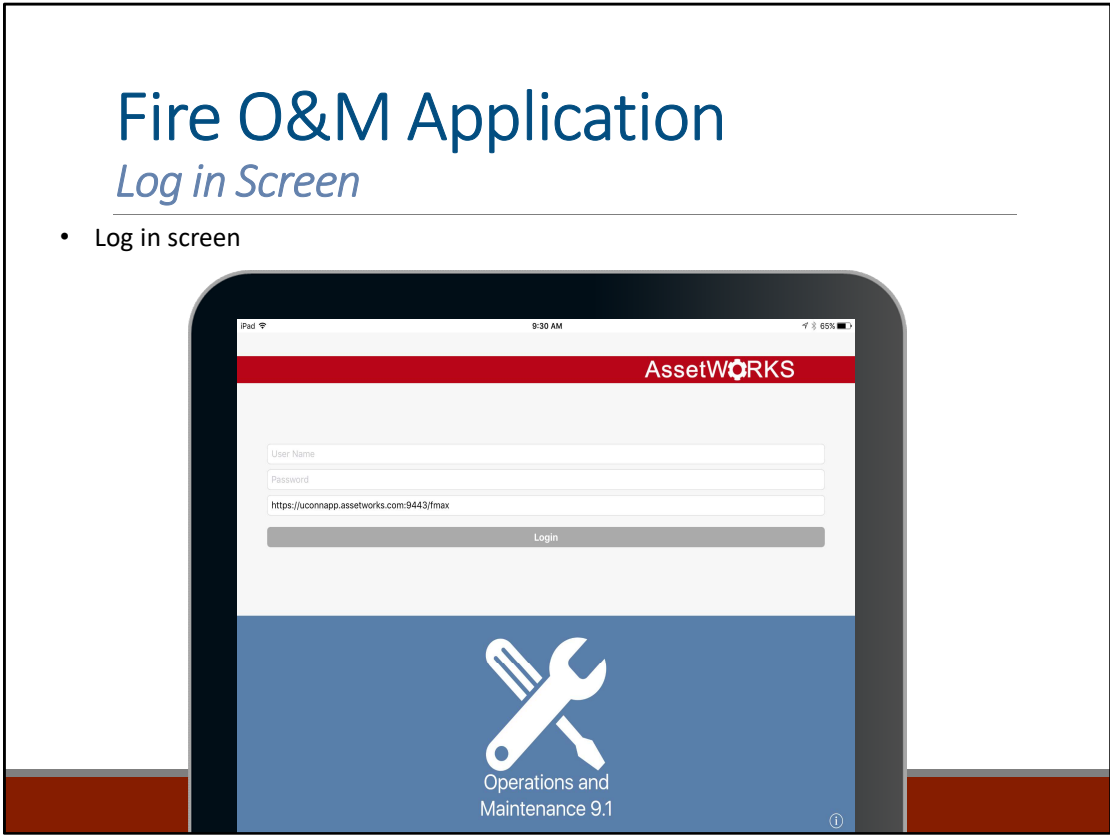 Fire O&M Application
Log in Screen
• Log in screen
iPad 9:30 AM 65%
AssetWORKS
User Name
Password
https://uconnapp.assetworks.com:9443/fmax
Login
Operations and
Maintenance 9.1